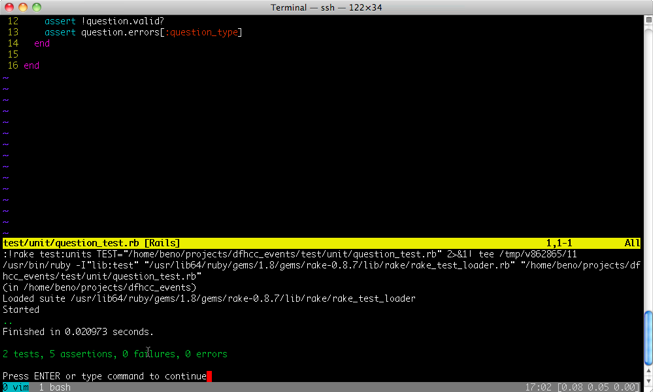 Terminal — ssh — 122×34
12     assert !question.valid?
13     assert question.errors[:question_type]
14   end
15
16 end
~
~
~
~
~
~
~
~
~
~
~
~
~
~
test/unit/question_test.rb [Rails] 1,1-1 All
:!rake test:units TEST="/home/beno/projects/dfhcc_events/test/unit/question_test.rb" 2>&1| tee /tmp/v862865/11
/usr/bin/ruby -I"lib:test" "/usr/lib64/ruby/gems/1.8/gems/rake-0.8.7/lib/rake/rake_test_loader.rb" "/home/beno/projects/df
hcc_events/test/unit/question_test.rb"
(in /home/beno/projects/dfhcc_events)
Loaded suite /usr/lib64/ruby/gems/1.8/gems/rake-0.8.7/lib/rake/rake_test_loader
Started
..
Finished in 0.020973 seconds.
2 tests, 5 assertions, 0 failures, 0 errors
Press ENTER or type command to continue
0 vim  1 bash 17:02 [0.08 0.05 0.00]